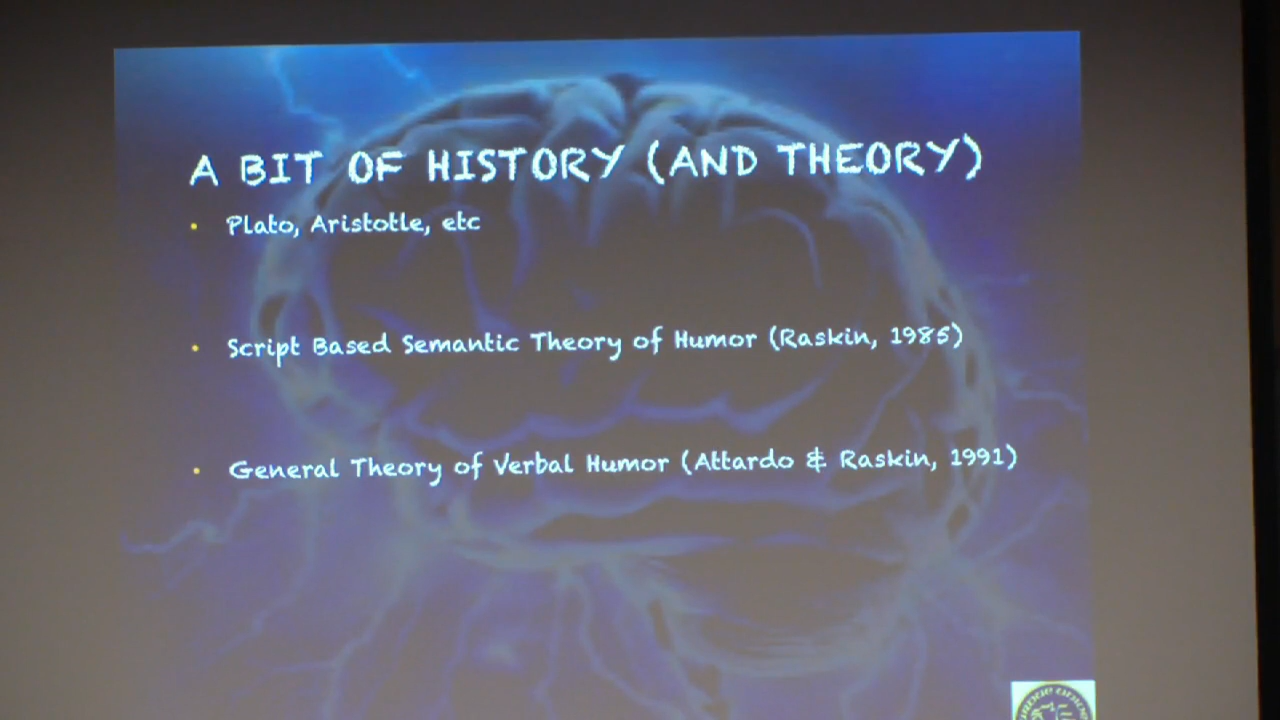 A BIT OF HISTORY (AND THEORY)
• Plato, Aristotle, etc
• Script Based Semantic Theory of Humor (Raskin, 1985)
• General Theory of Verbal Humor (Attardo & Raskin, 1991)